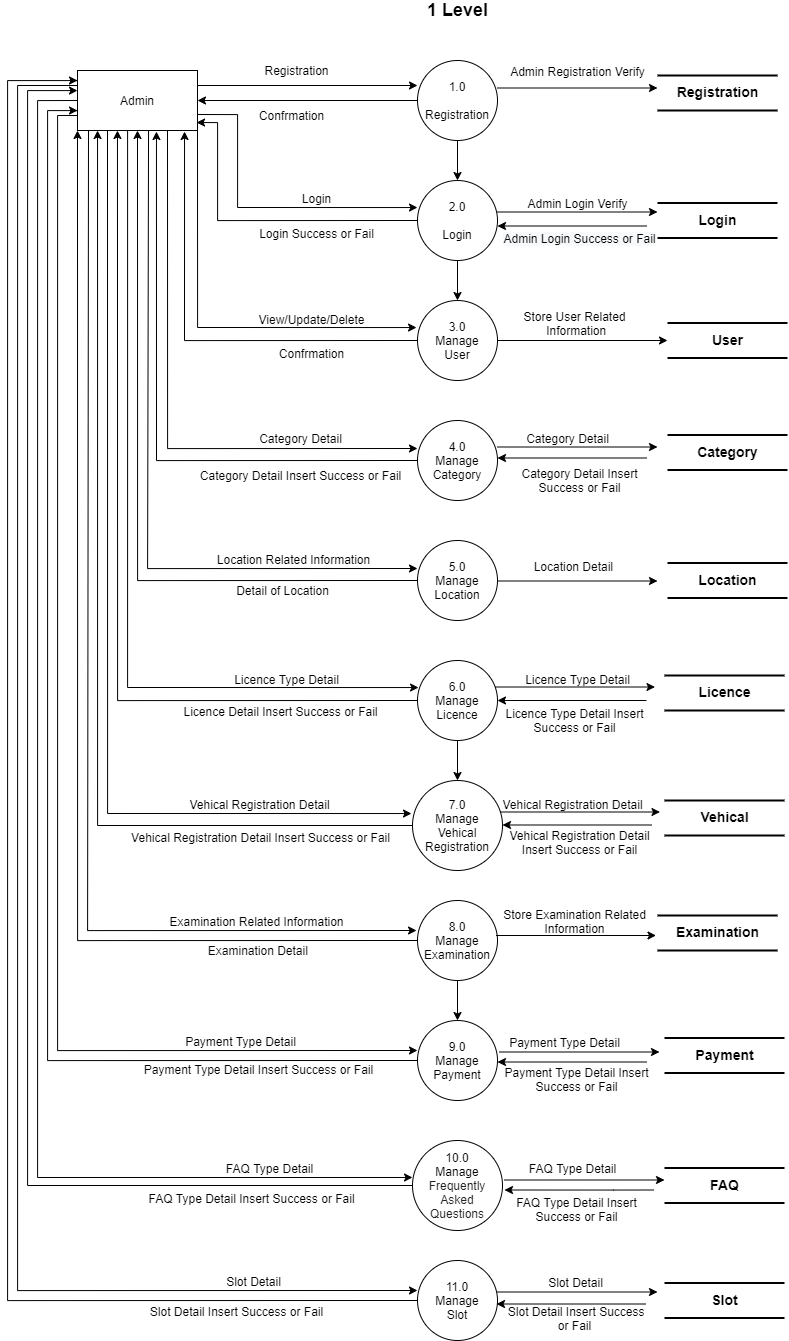 1 Level
Admin
Registration
Confrmation
1.0
Registration
Admin Registration Verify
Registration
Login
Login Success or Fail
2.0
Login
Admin Login Verify
Admin Login Success or Fail
Login
View/Update/Delete
Confrmation
3.0
Manage
User
Store User Related
Information
User
Category Detail
Category Detail Insert Success or Fail
4.0
Manage
Category
Category Detail
Category Detail Insert
Success or Fail
Category
Location Related Information
Detail of Location
5.0
Manage
Location
Location Detail
Location
Licence Type Detail
Licence Detail Insert Success or Fail
6.0
Manage
Licence
Licence Type Detail
Licence Type Detail Insert
Success or Fail
Licence
Vehical Registration Detail
Vehical Registration Detail Insert Success or Fail
7.0
Manage
Vehical
Registration
Vehical Registration Detail
Vehical Registration Detail
Insert Success or Fail
Vehical
Examination Related Information
Examination Detail
8.0
Manage
Examination
Store Examination Related
Information
Examination
Payment Type Detail
Payment Type Detail Insert Success or Fail
9.0
Manage
Payment
Payment Type Detail
Payment Type Detail Insert
Success or Fail
Payment
FAQ Type Detail
FAQ Type Detail Insert Success or Fail
10.0
Manage
Frequently
Asked
Questions
FAQ Type Detail
FAQ Type Detail Insert
Success or Fail
FAQ
Slot Detail
Slot Detail Insert Success or Fail
11.0
Manage
Slot
Slot Detail
Slot Detail Insert Success
or Fail
Slot